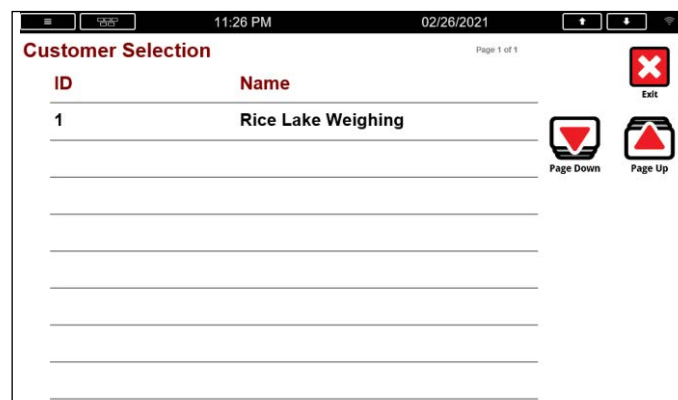 11:26 PM 02/26/2021
Customer Selection
Page 1 of 1
ID Name
1 Rice Lake Weighing
Exit
Page Down Page Up